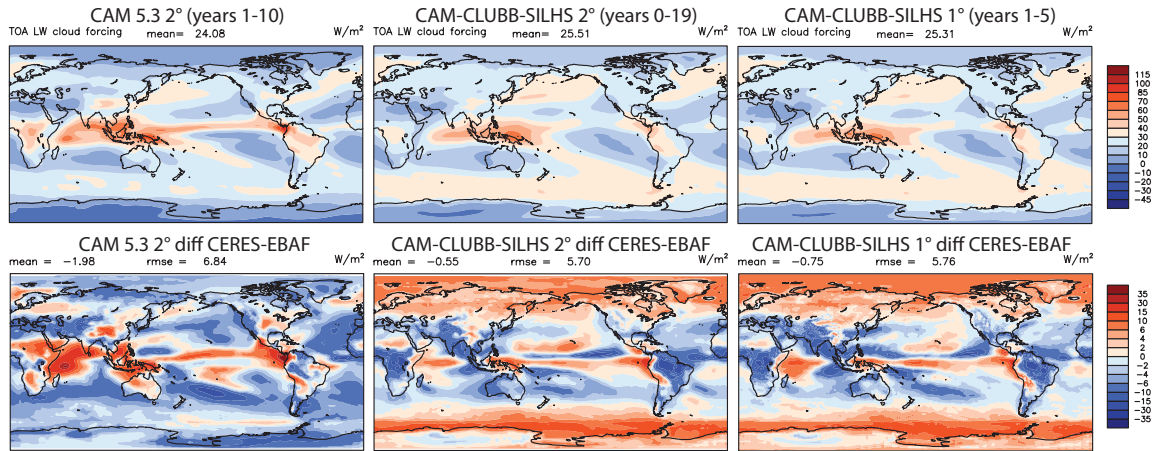 CAM 5.3 2° (years 1-10)
TOA LW cloud forcing mean= 24.08 W/m²
CAM-CLUBB-SILHS 2° (years 0-19)
TOA LW cloud forcing mean= 25.51 W/m²
CAM-CLUBB-SILHS 1° (years 1-5)
TOA LW cloud forcing mean= 25.31 W/m²
115
100
85
70
60
50
40
30
20
10
0
−10
−20
−30
−45
CAM 5.3 2° diff CERES-EBAF
mean = −1.98 rmse = 6.84 W/m²
CAM-CLUBB-SILHS 2° diff CERES-EBAF
mean = −0.55 rmse = 5.70 W/m²
CAM-CLUBB-SILHS 1° diff CERES-EBAF
mean = −0.75 rmse = 5.76 W/m²
35
30
15
10
6
4
2
0
−2
−4
−6
−10
−15
−30
−35